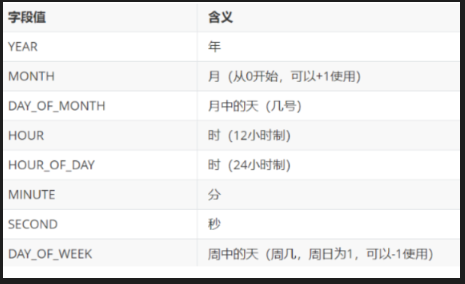 字段值 含义
YEAR 年
MONTH 月（从0开始，可以+1使用）
DAY_OF_MONTH 月中的天（几号）
HOUR 时（12小时制）
HOUR_OF_DAY 时（24小时制）
MINUTE 分
SECOND 秒
DAY_OF_WEEK 周中的天（周几，周日为1，可以-1使用）